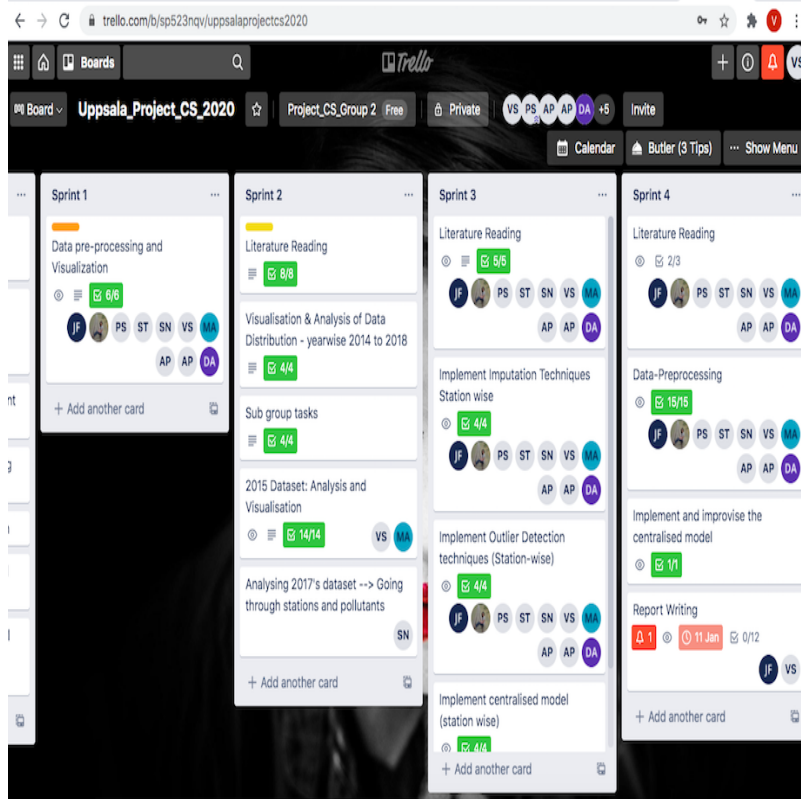 trello.com/b/sp523nqv/uppsalaprojectcs2020
V
Boards
Trello
VS
Board
Uppsala_Project_CS_2020
Project_CS_Group 2 Free
Private
VS PS AP AP DA +5
Invite
Calendar
Butler (3 Tips)
··· Show Menu
nt
g
Sprint 1
Data pre-processing and
Visualization
6/6
JF PS ST SN VS MA
AP AP DA
+ Add another card
Sprint 2
Literature Reading
8/8
Visualisation & Analysis of Data
Distribution - yearwise 2014 to 2018
4/4
Sub group tasks
4/4
2015 Dataset: Analysis and
Visualisation
14/14 VS MA
Analysing 2017's dataset --> Going
through stations and pollutants
SN
+ Add another card
Sprint 3
Literature Reading
5/5
JF PS ST SN VS MA
AP AP DA
Implement Imputation Techniques
Station wise
4/4
JF PS ST SN VS MA
AP AP DA
Implement Outlier Detection
techniques (Station-wise)
4/4
JF PS ST SN VS MA
AP AP DA
Implement centralised model
(station wise)
4/4
+ Add another card
Sprint 4
Literature Reading
2/3
JF PS ST SN VS MA
AP AP DA
Data-Preprocessing
15/15
JF PS ST SN VS MA
AP AP DA
Implement and improvise the
centralised model
1/1
Report Writing
1 11 Jan 0/12
JF VS
+ Add another card